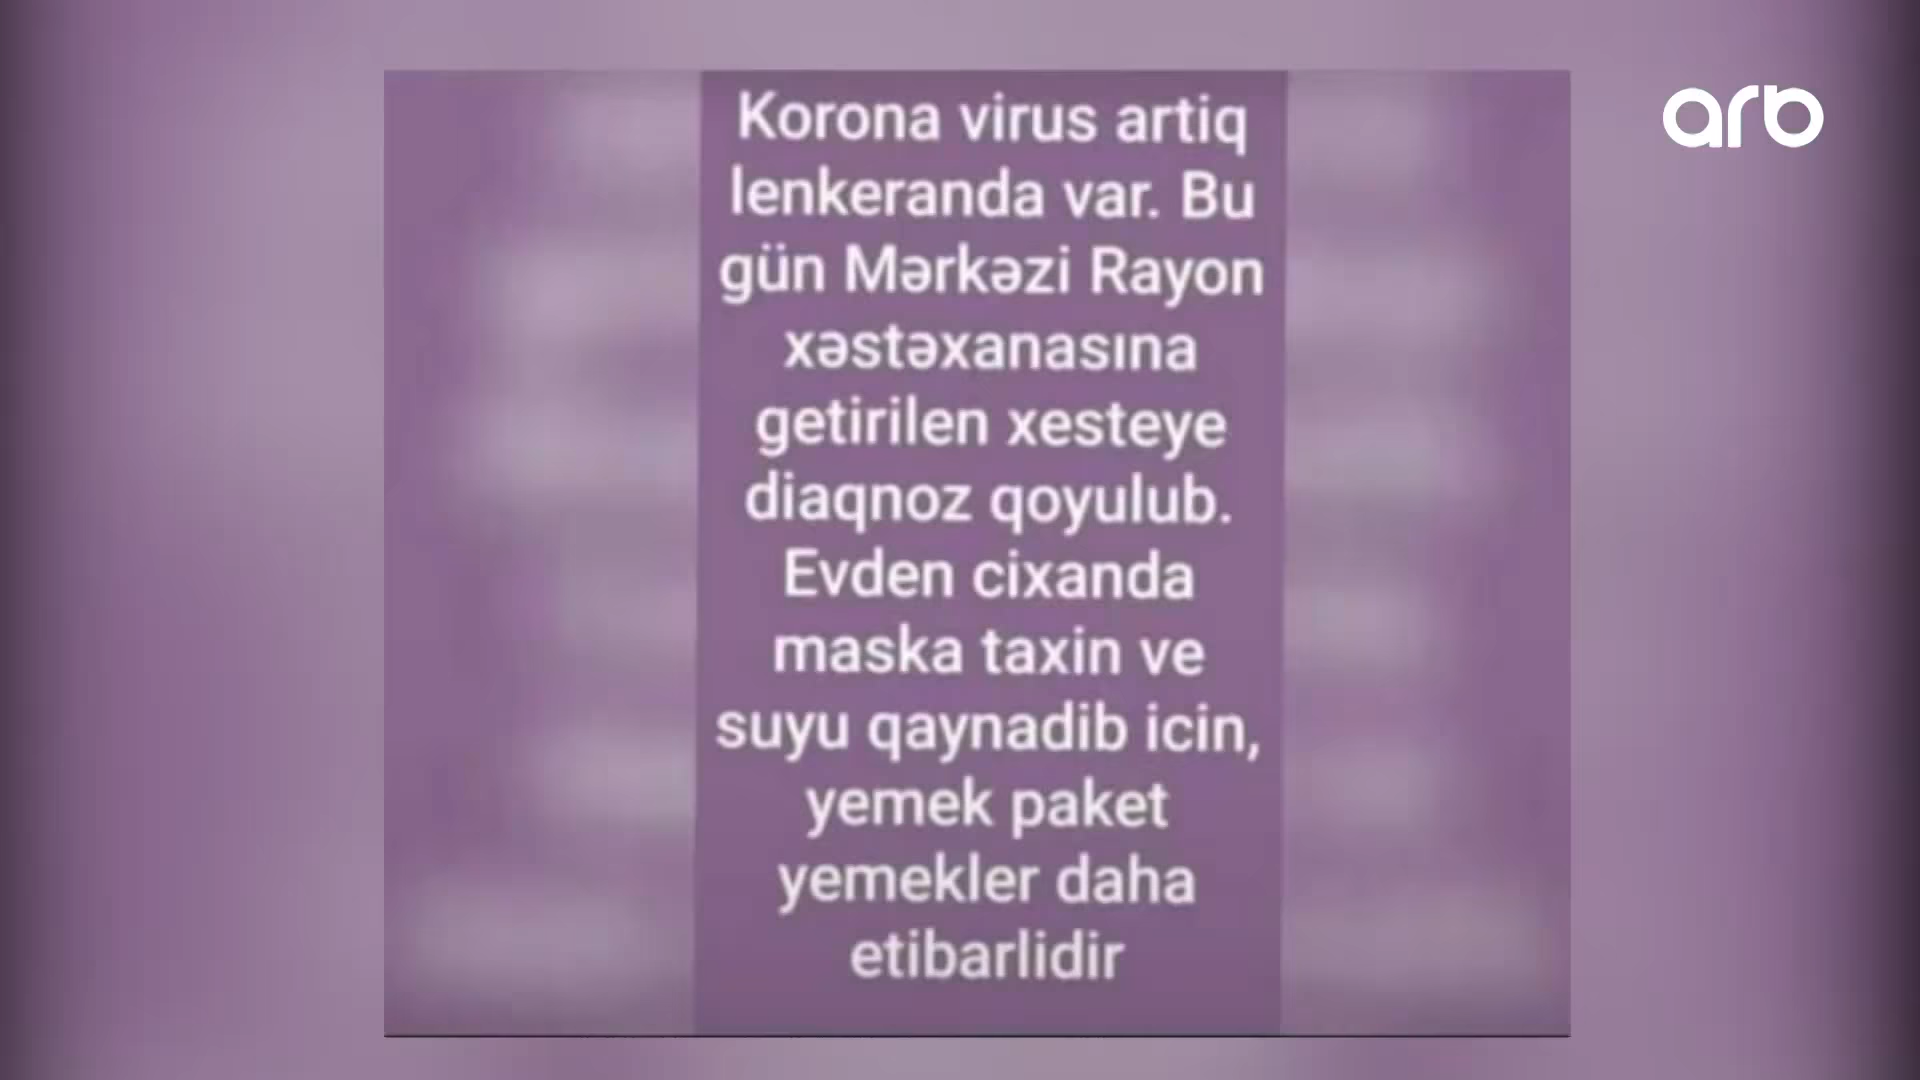 Korona virus artiq
lenkeranda var. Bu
gün Mərkəzi Rayon
xəstəxanasına
getirilen xesteye
diaqnoz qoyulub.
Evden cixanda
maska taxin ve
suyu qaynadib icin,
yemek paket
yemekler daha
etibarlidir
arb